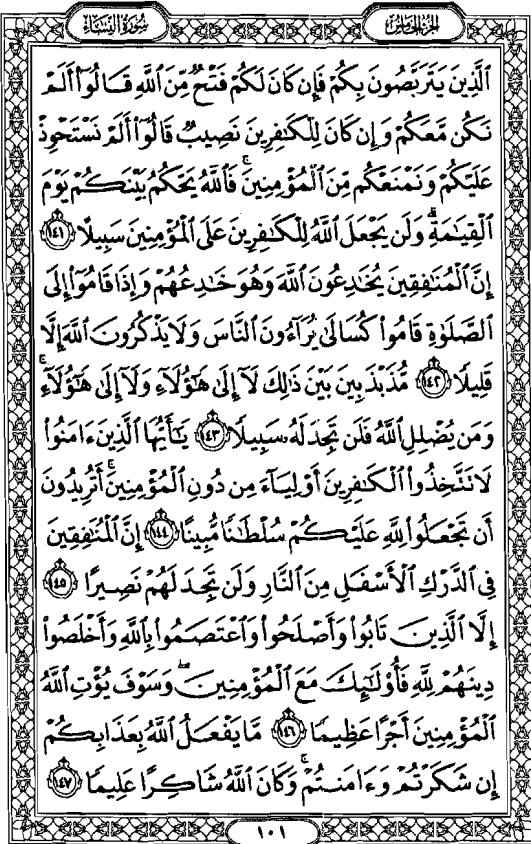 الجزء الخامس
سورة النساء
ٱلَّذِينَ يَتَرَبَّصُونَ بِكُمْ فَإِن كَانَ لَكُمْ فَتْحٌ مِّنَ ٱللَّهِ قَالُوٓا۟ أَلَمْ
نَكُن مَّعَكُمْ وَإِن كَانَ لِلْكَٰفِرِينَ نَصِيبٌ قَالُوٓا۟ أَلَمْ نَسْتَحْوِذْ
عَلَيْكُمْ وَنَمْنَعْكُم مِّنَ ٱلْمُؤْمِنِينَ ۚ فَٱللَّهُ يَحْكُمُ بَيْنَكُمْ يَوْمَ
ٱلْقِيَٰمَةِ ۗ وَلَن يَجْعَلَ ٱللَّهُ لِلْكَٰفِرِينَ عَلَى ٱلْمُؤْمِنِينَ سَبِيلًا ١٤١
إِنَّ ٱلْمُنَٰفِقِينَ يُخَٰدِعُونَ ٱللَّهَ وَهُوَ خَٰدِعُهُمْ وَإِذَا قَامُوٓا۟ إِلَى
ٱلصَّلَوٰةِ قَامُوا۟ كُسَالَىٰ يُرَآءُونَ ٱلنَّاسَ وَلَا يَذْكُرُونَ ٱللَّهَ إِلَّا
قَلِيلًا ١٤٢ مُّذَبْذَبِينَ بَيْنَ ذَٰلِكَ لَآ إِلَىٰ هَٰٓؤُلَآءِ وَلَآ إِلَىٰ هَٰٓؤُلَآءِ ۚ
وَمَن يُضْلِلِ ٱللَّهُ فَلَن تَجِدَ لَهُۥ سَبِيلًا ١٤٣ يَٰٓأَيُّهَا ٱلَّذِينَ ءَامَنُوا۟
لَا تَتَّخِذُوا۟ ٱلْكَٰفِرِينَ أَوْلِيَآءَ مِن دُونِ ٱلْمُؤْمِنِينَ ۚ أَتُرِيدُونَ
أَن تَجْعَلُوا۟ لِلَّهِ عَلَيْكُمْ سُلْطَٰنًا مُّبِينًا ١٤٤ إِنَّ ٱلْمُنَٰفِقِينَ
فِى ٱلدَّرْكِ ٱلْأَسْفَلِ مِنَ ٱلنَّارِ وَلَن تَجِدَ لَهُمْ نَصِيرًا ١٤٥
إِلَّا ٱلَّذِينَ تَابُوا۟ وَأَصْلَحُوا۟ وَٱعْتَصَمُوا۟ بِٱللَّهِ وَأَخْلَصُوا۟
دِينَهُمْ لِلَّهِ فَأُو۟لَٰٓئِكَ مَعَ ٱلْمُؤْمِنِينَ ۖ وَسَوْفَ يُؤْتِ ٱللَّهُ
ٱلْمُؤْمِنِينَ أَجْرًا عَظِيمًا ١٤٦ مَّا يَفْعَلُ ٱللَّهُ بِعَذَابِكُمْ
إِن شَكَرْتُمْ وَءَامَنتُمْ ۚ وَكَانَ ٱللَّهُ شَاكِرًا عَلِيمًا ١٤٧
١٠١